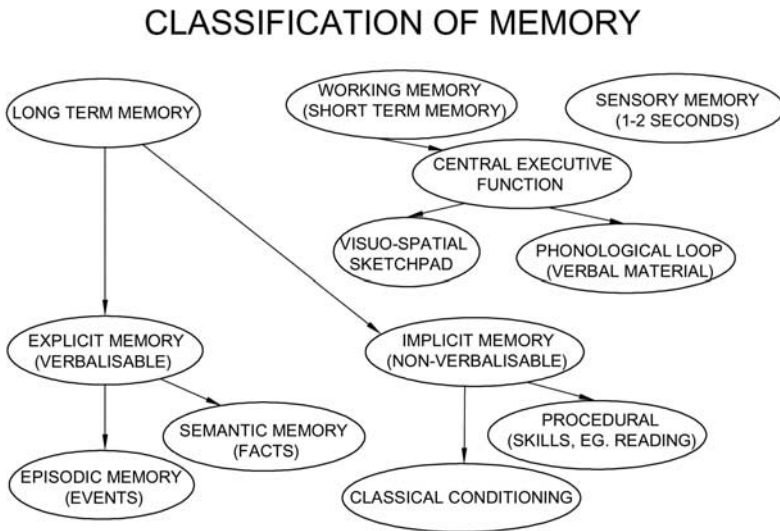 CLASSIFICATION OF MEMORY
LONG TERM MEMORY
WORKING MEMORY
(SHORT TERM MEMORY)
SENSORY MEMORY
(1-2 SECONDS)
CENTRAL EXECUTIVE
FUNCTION
VISUO-SPATIAL
SKETCHPAD
PHONOLOGICAL LOOP
(VERBAL MATERIAL)
EXPLICIT MEMORY
(VERBALISABLE)
IMPLICIT MEMORY
(NON-VERBALISABLE)
SEMANTIC MEMORY
(FACTS)
PROCEDURAL
(SKILLS, EG. READING)
EPISODIC MEMORY
(EVENTS)
CLASSICAL CONDITIONING